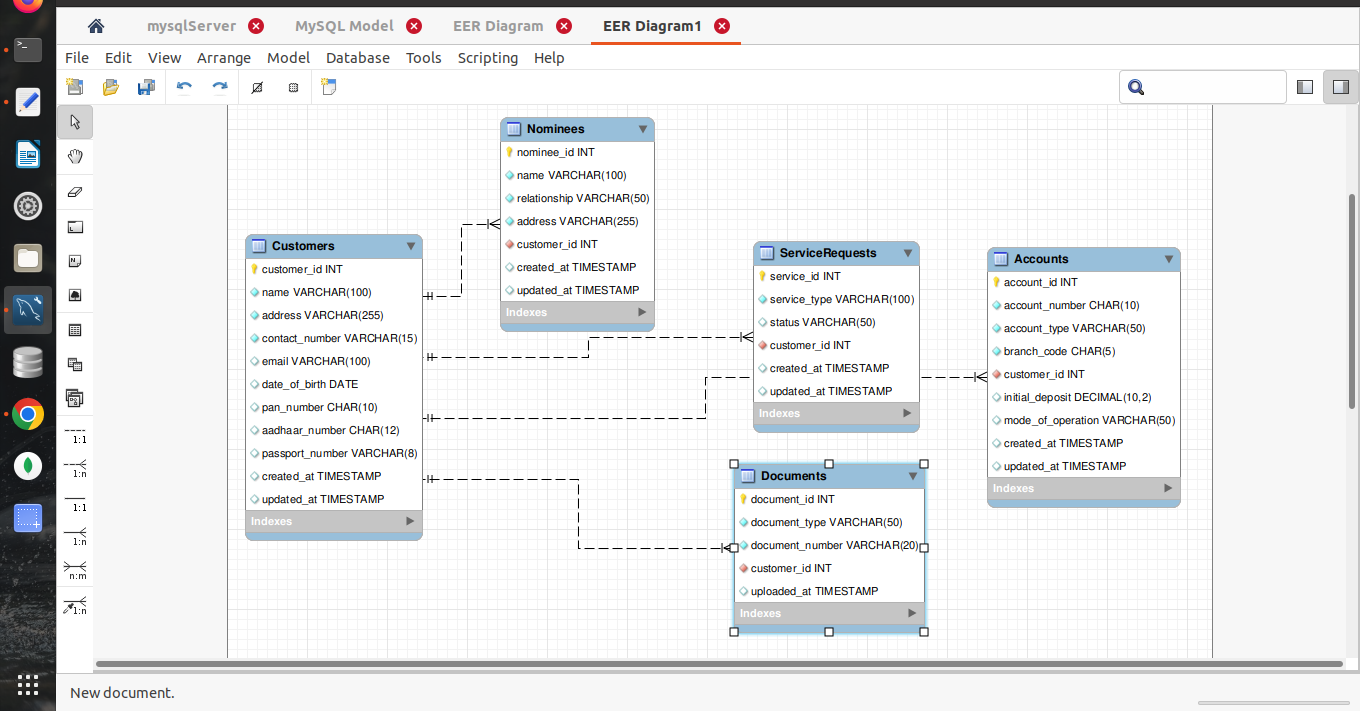 mysqlServer MySQL Model EER Diagram EER Diagram1
File Edit View Arrange Model Database Tools Scripting Help
Nominees
nominee_id INT
name VARCHAR(100)
relationship VARCHAR(50)
address VARCHAR(255)
customer_id INT
created_at TIMESTAMP
updated_at TIMESTAMP
Indexes
Customers
customer_id INT
name VARCHAR(100)
address VARCHAR(255)
contact_number VARCHAR(15)
email VARCHAR(100)
date_of_birth DATE
pan_number CHAR(10)
aadhaar_number CHAR(12)
passport_number VARCHAR(8)
created_at TIMESTAMP
updated_at TIMESTAMP
Indexes
ServiceRequests
service_id INT
service_type VARCHAR(100)
status VARCHAR(50)
customer_id INT
created_at TIMESTAMP
updated_at TIMESTAMP
Indexes
Accounts
account_id INT
account_number CHAR(10)
account_type VARCHAR(50)
branch_code CHAR(5)
customer_id INT
initial_deposit DECIMAL(10,2)
mode_of_operation VARCHAR(50)
created_at TIMESTAMP
updated_at TIMESTAMP
Indexes
Documents
document_id INT
document_type VARCHAR(50)
document_number VARCHAR(20)
customer_id INT
uploaded_at TIMESTAMP
Indexes
1:1
1:n
1:1
1:n
n:m
1:n
New document.